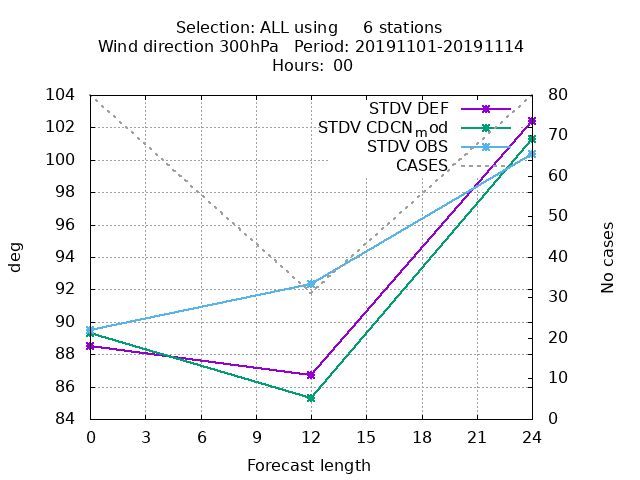 Selection: ALL using     6 stations
Wind direction 300hPa   Period: 20191101-20191114
Hours:  00
104
102
100
98
96
94
92
90
88
86
84
deg
STDV DEF
STDV CDCNmod
STDV OBS
CASES
80
70
60
50
40
30
20
10
0
No cases
0 3 6 9 12 15 18 21 24
Forecast length